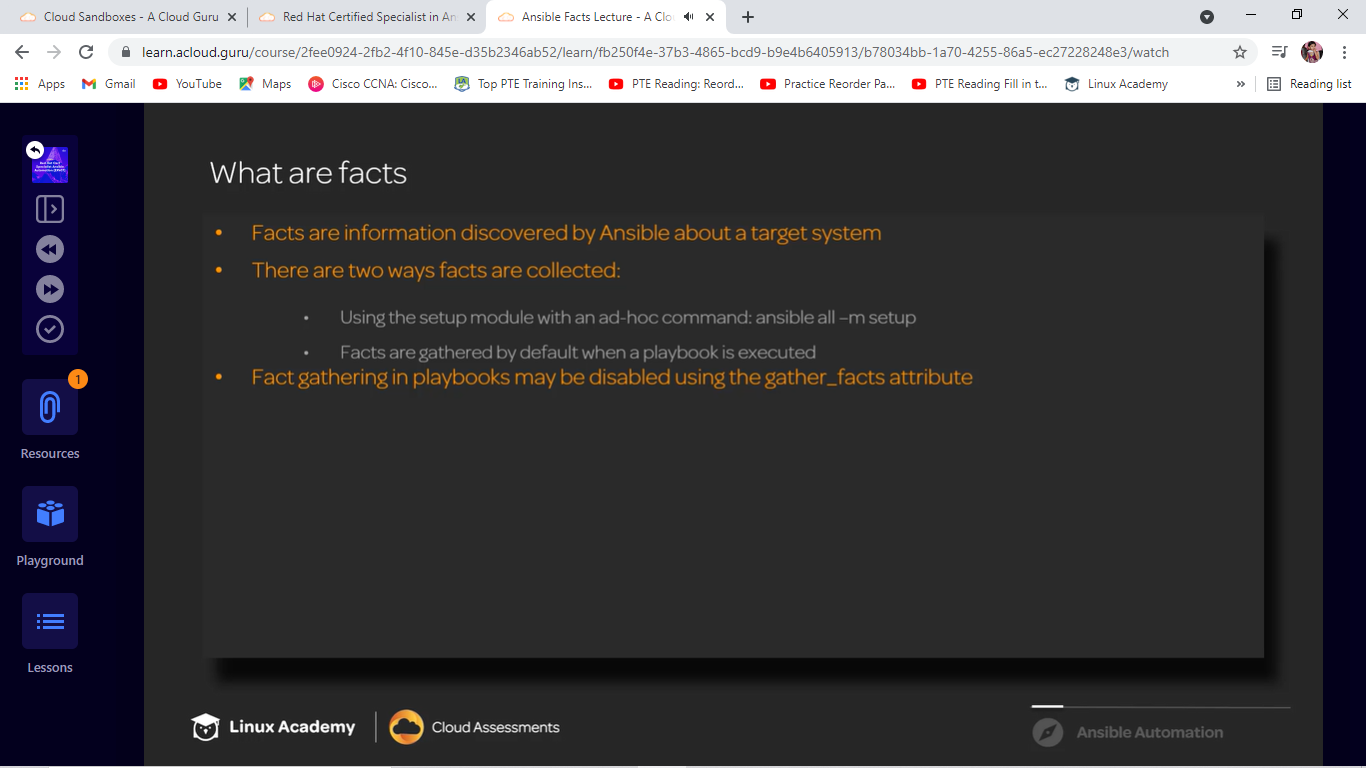 Cloud Sandboxes - A Cloud Guru
Red Hat Certified Specialist in An
Ansible Facts Lecture - A Clo
learn.acloud.guru/course/2fee0924-2fb2-4f10-845e-d35b2346ab52/learn/fb250f4e-37b3-4865-bcd9-b9e4b6405913/b78034bb-1a70-4255-86a5-ec27228248e3/watch
Apps
Gmail
YouTube
Maps
Cisco CCNA: Cisco...
Top PTE Training Ins...
PTE Reading: Reord...
Practice Reorder Pa...
PTE Reading Fill in t...
Linux Academy
»
Reading list
1
Resources
Playground
Lessons
What are facts
• Facts are information discovered by Ansible about a target system
• There are two ways facts are collected:
• Using the setup module with an ad-hoc command: ansible all –m setup
• Facts are gathered by default when a playbook is executed
• Fact gathering in playbooks may be disabled using the gather_facts attribute
Linux Academy
Cloud Assessments
Ansible Automation